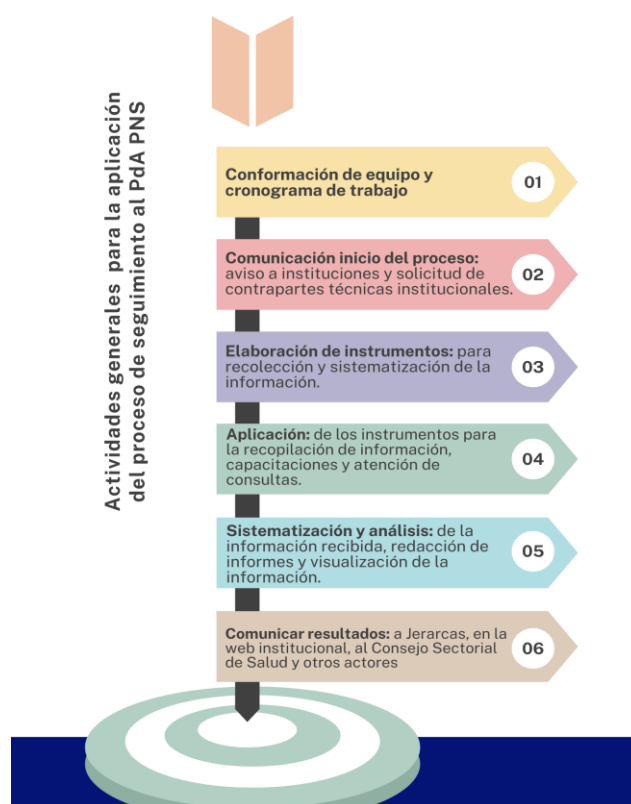 Actividades generales para la aplicación
del proceso de seguimiento al PdA PNS
Conformación de equipo y
cronograma de trabajo
01
Comunicación inicio del proceso:
aviso a instituciones y solicitud de
contrapartes técnicas institucionales.
02
Elaboración de instrumentos: para
recolección y sistematización de la
información.
03
Aplicación: de los instrumentos para
la recopilación de información,
capacitaciones y atención de
consultas.
04
Sistematización y análisis: de la
información recibida, redacción de
informes y visualización de la
información.
05
Comunicar resultados: a Jerarcas, en la
web institucional, al Consejo Sectorial
de Salud y otros actores
06